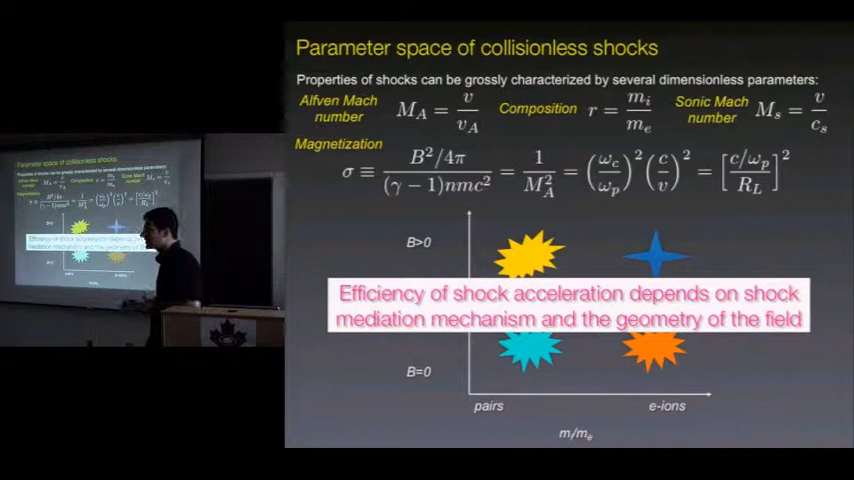 Parameter space of collisionless shocks
Properties of shocks can be grossly characterized by several dimensionless parameters:
Alfven Mach number M_A = v/v_A Composition r = m_i/m_e Sonic Mach number M_s = v/c_s
Magnetization
σ ≡ B²/4π / (γ − 1)nmc² = 1/M_A² = (ω_c/ω_p)² (c/v)² = [c/ω_p / R_L]²
B>0
Efficiency of shock acceleration depends on shock
mediation mechanism and the geometry of the field
B=0
pairs e-ions
m/m_e